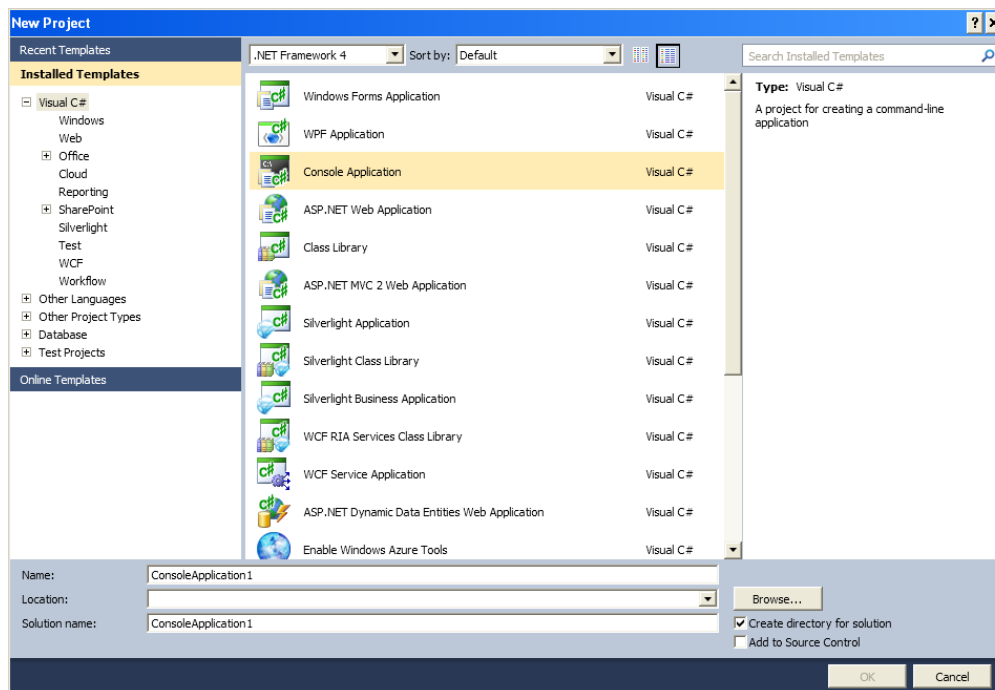 New Project
Recent Templates
Installed Templates
Visual C#
Windows
Web
Office
Cloud
Reporting
SharePoint
Silverlight
Test
WCF
Workflow
Other Languages
Other Project Types
Database
Test Projects
Online Templates
.NET Framework 4 Sort by: Default
Windows Forms Application Visual C#
WPF Application Visual C#
Console Application Visual C#
ASP.NET Web Application Visual C#
Class Library Visual C#
ASP.NET MVC 2 Web Application Visual C#
Silverlight Application Visual C#
Silverlight Class Library Visual C#
Silverlight Business Application Visual C#
WCF RIA Services Class Library Visual C#
WCF Service Application Visual C#
ASP.NET Dynamic Data Entities Web Application Visual C#
Enable Windows Azure Tools Visual C#
Search Installed Templates
Type: Visual C#
A project for creating a command-line
application
Name: ConsoleApplication1
Location: Browse...
Solution name: ConsoleApplication1
Create directory for solution
Add to Source Control
OK Cancel